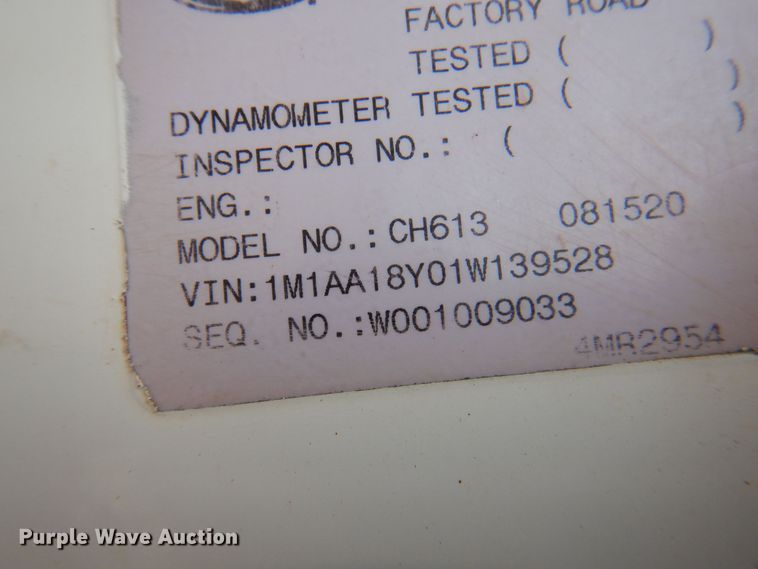 FACTORY ROAD
TESTED ( )
DYNAMOMETER TESTED ( )
INSPECTOR NO.: ( )
ENG.:
MODEL NO.: CH613 081520
VIN:1M1AA18Y01W139528
SEQ. NO.:W001009033
4MR2954
Purple Wave Auction